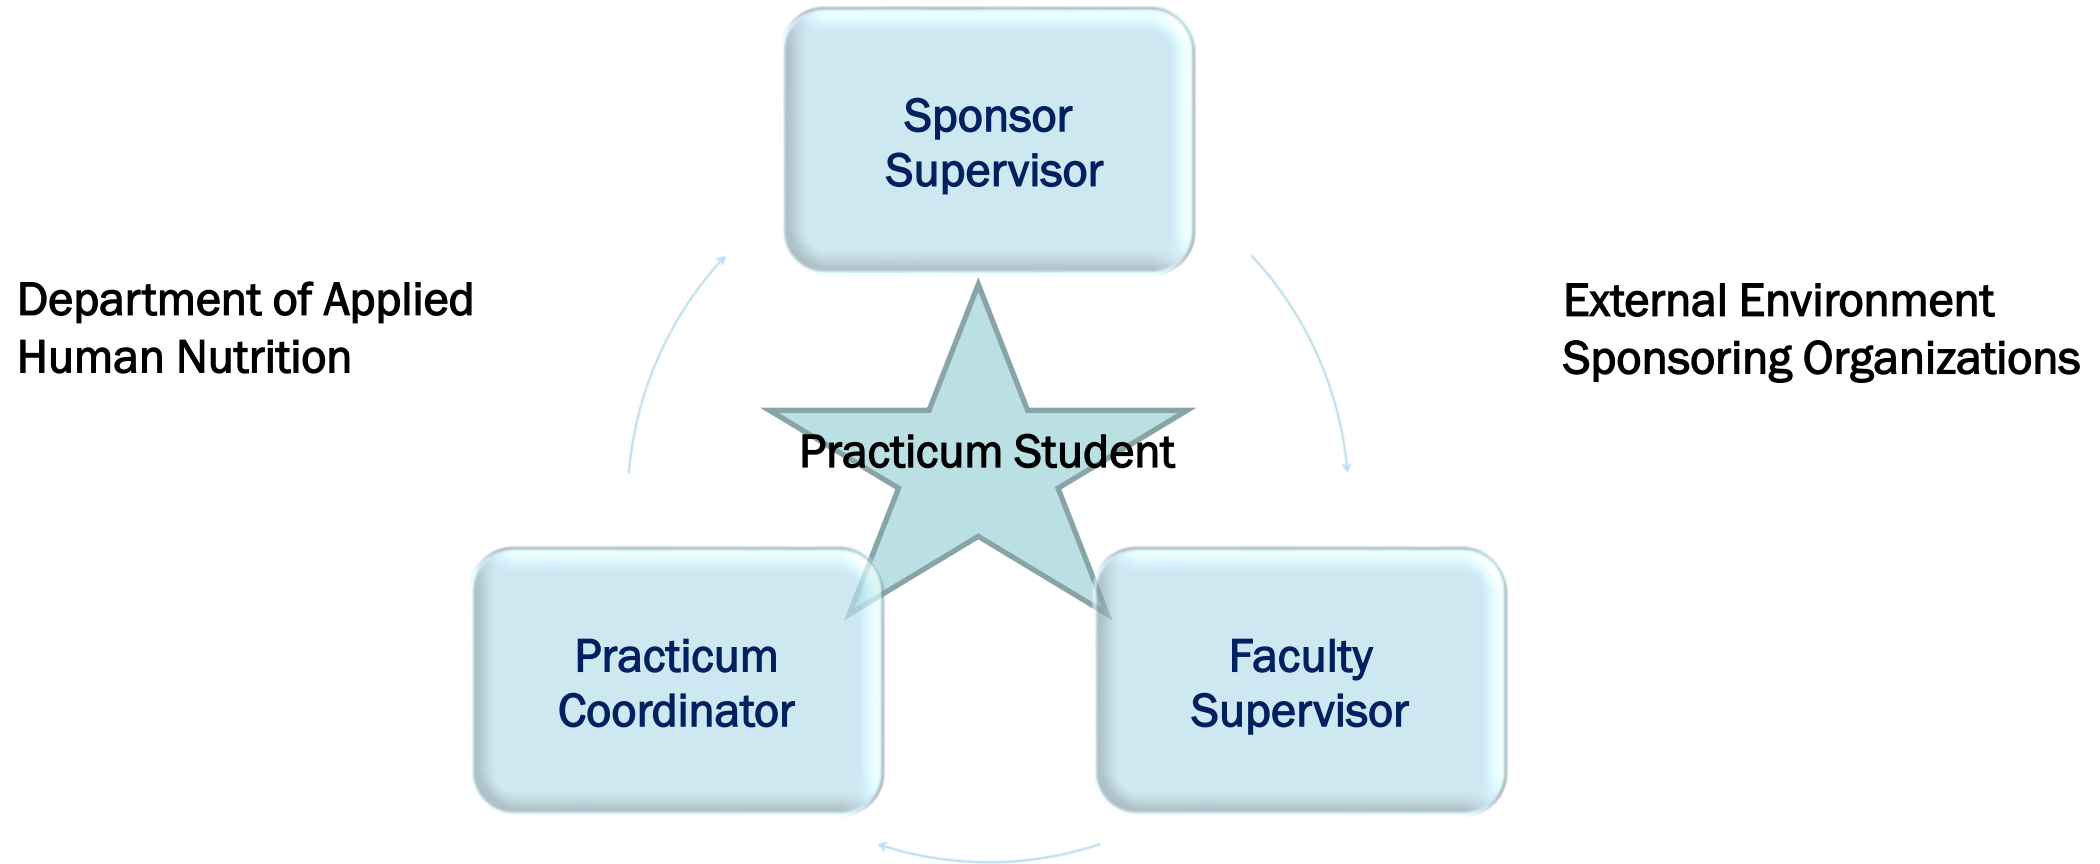 Sponsor
Supervisor
Department of Applied
Human Nutrition
External Environment
Sponsoring Organizations
Practicum Student
Practicum
Coordinator
Faculty
Supervisor